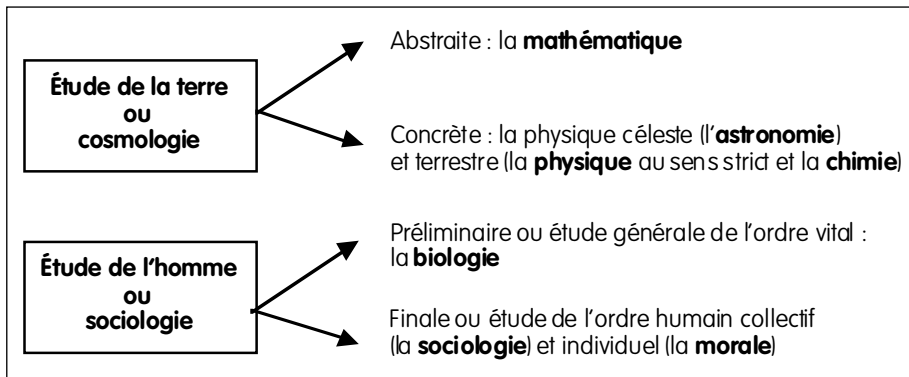 Étude de la terre
ou
cosmologie
Abstraite : la mathématique
Concrète : la physique céleste (l’astronomie)
et terrestre (la physique au sens strict et la chimie)
Étude de l’homme
ou
sociologie
Préliminaire ou étude générale de l’ordre vital :
la biologie
Finale ou étude de l’ordre humain collectif
(la sociologie) et individuel (la morale)